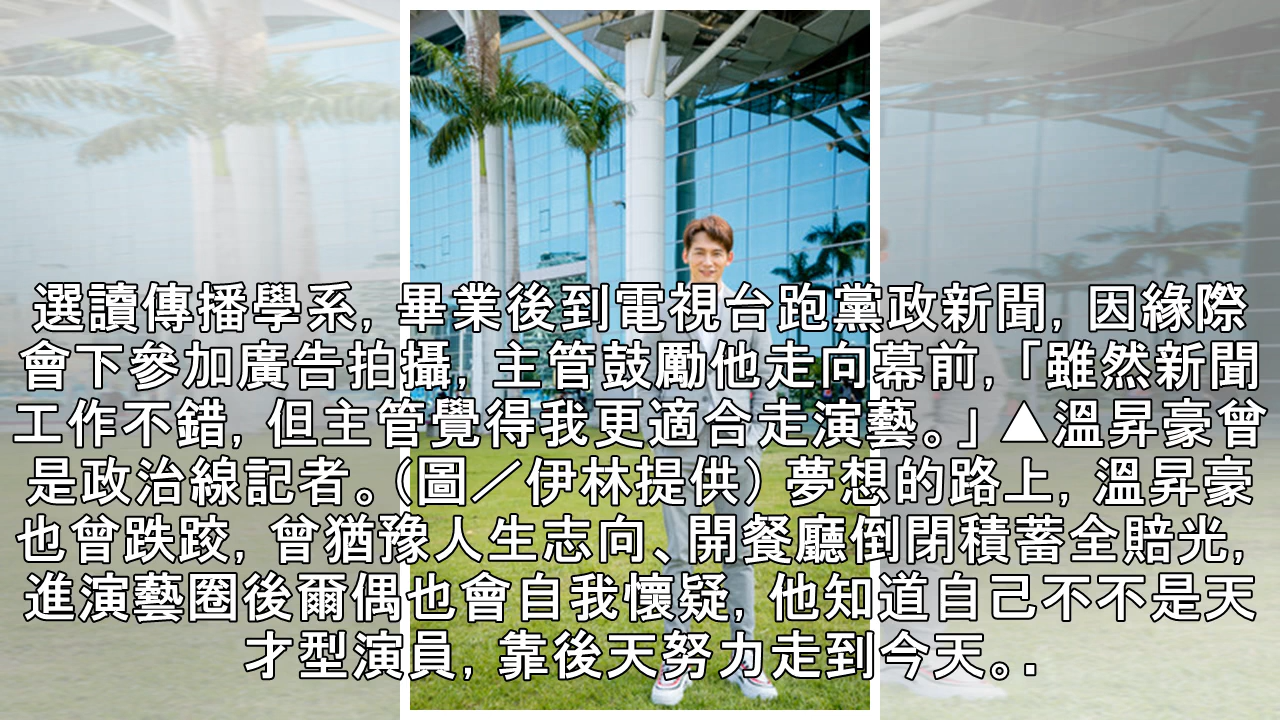 選讀傳播學系, 畢業後到電視台跑黨政新聞, 因緣際
會下參加廣告拍攝, 主管鼓勵他走向幕前,「雖然新聞
工作不錯, 但主管覺得我更適合走演藝。」▲溫昇豪曾
是政治線記者。(圖／伊林提供) 夢想的路上, 溫昇豪
也曾跌跤, 曾猶豫人生志向、開餐廳倒閉積蓄全賠光,
進演藝圈後爾偶也會自我懷疑, 他知道自己不不是天
才型演員, 靠後天努力走到今天。.